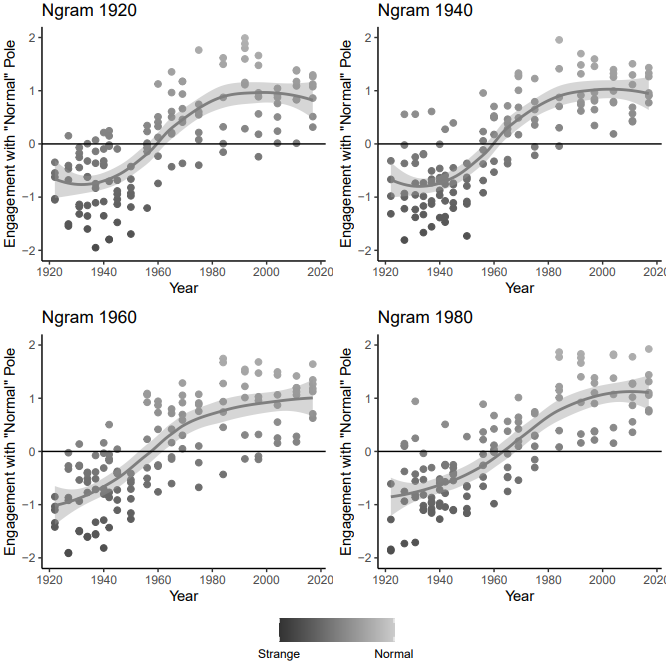 Ngram 1920
Engagement with "Normal" Pole
2
1
0
−1
−2
1920 1940 1960 1980 2000 2020
Year
Ngram 1940
Engagement with "Normal" Pole
2
1
0
−1
−2
1920 1940 1960 1980 2000 2020
Year
Ngram 1960
Engagement with "Normal" Pole
2
1
0
−1
−2
1920 1940 1960 1980 2000 2020
Year
Ngram 1980
Engagement with "Normal" Pole
2
1
0
−1
−2
1920 1940 1960 1980 2000 2020
Year
Strange Normal